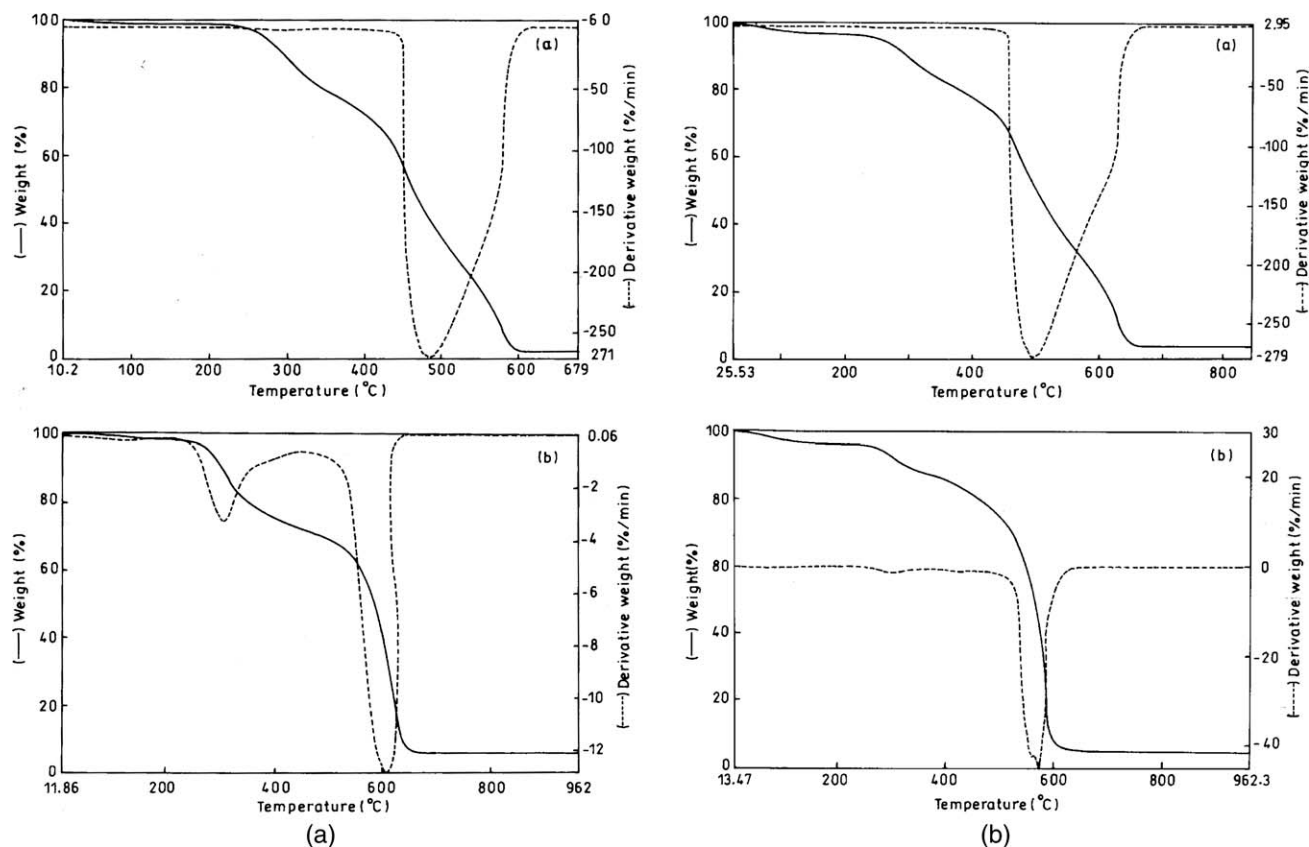 (a)
100
80
60
40
20
0
(——) Weight (%)
10.2 100 200 300 400 500 600 679
Temperature (°C)
-6 0
-50
-100
-150
-200
-250
271
(----) Derivative weight (%/min)
(a)
100
80
60
40
20
0
(——) Weight (%)
25.53 200 400 600 800
Temperature (°C)
2.95
-50
-100
-150
-200
-250
-279
(----) Derivative weight (%/min)
(b)
100
80
60
40
20
0
(——) Weight (%)
11.86 200 400 600 800 962
Temperature (°C)
0.06
-2
-4
-6
-8
-10
-12
(----) Derivative weight (%/min)
(b)
100
80
60
40
20
0
(——) Weight(%)
13.47 200 400 600 800 962.3
Temperature (°C)
30
20
0
-20
-40
(----) Derivative weight (%/min)
(a)
(b)